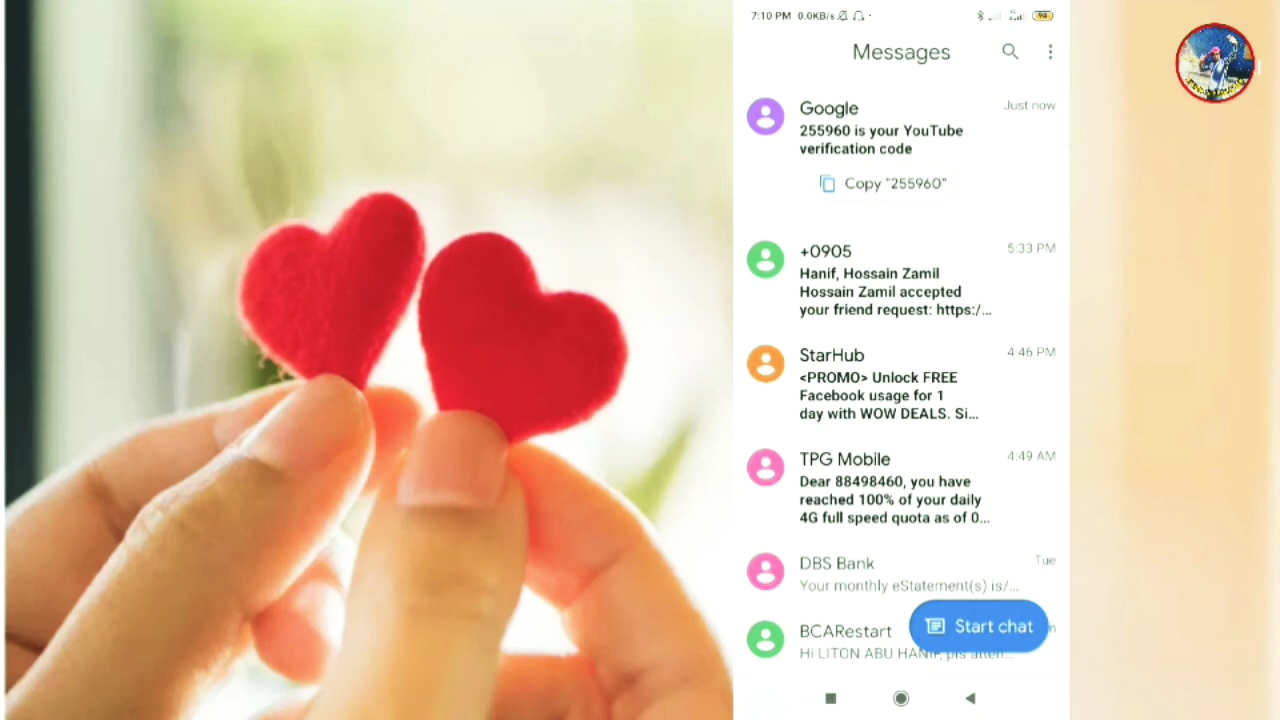 7:10 PM 0.0KB/s
94
Messages
Google
Just now
255960 is your YouTube
verification code
Copy "255960"
+0905
5:33 PM
Hanif, Hossain Zamil
Hossain Zamil accepted
your friend request: https:/...
StarHub
4:46 PM
<PROMO> Unlock FREE
Facebook usage for 1
day with WOW DEALS. Si...
TPG Mobile
4:49 AM
Dear 88498460, you have
reached 100% of your daily
4G full speed quota as of 0...
DBS Bank
Tue
Your monthly eStatement(s) is/...
BCARestart
Start chat
Hi LITON ABU HANIF, pls atten...